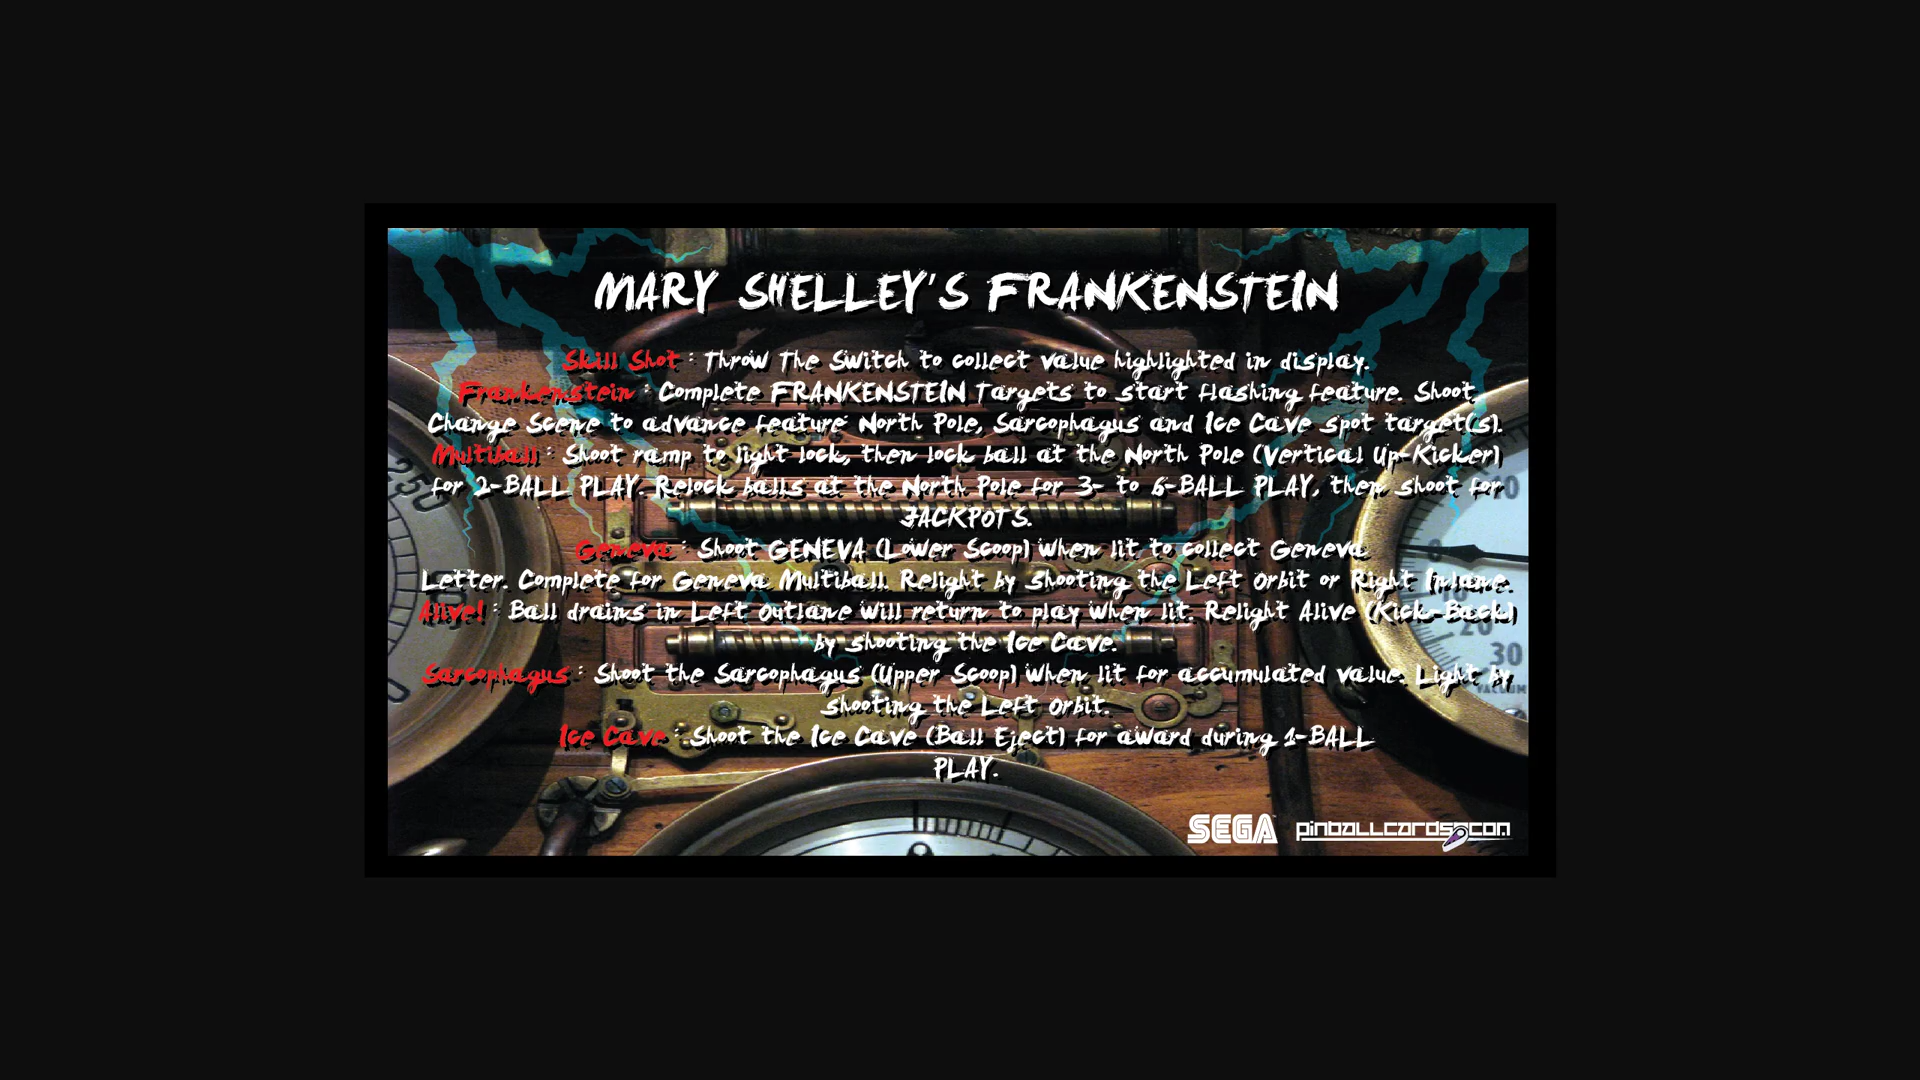 MARY SHELLEY'S FRANKENSTEIN
Skill Shot : Throw The Switch to collect value highlighted in display.
Frankenstein : Complete FRANKENSTEIN Targets to start flashing feature. Shoot
Change Scene to advance feature North Pole, Sarcophagus and Ice Cave spot target(s).
Multiball : Shoot ramp to light lock, then lock ball at the North Pole (Vertical Up-Kicker)
for 2-BALL PLAY. Relock balls at the North Pole for 3- to 6-BALL PLAY, then shoot for
JACKPOTS.
Geneva : Shoot GENEVA (Lower Scoop) when lit to collect Geneva
Letter. Complete for Geneva Multiball. Relight by shooting the Left Orbit or Right Inlane.
Alive! : Ball drains in Left Outlane will return to play when lit. Relight Alive (Kick-Back)
by shooting the Ice Cave.
Sarcophagus : Shoot the Sarcophagus (Upper Scoop) when lit for accumulated value. Light by
shooting the Left Orbit.
Ice Cave : Shoot the Ice Cave (Ball Eject) for award during 1-BALL
PLAY.
250
0
10
20
30
VACUUM
SEGA
pinballcards.com